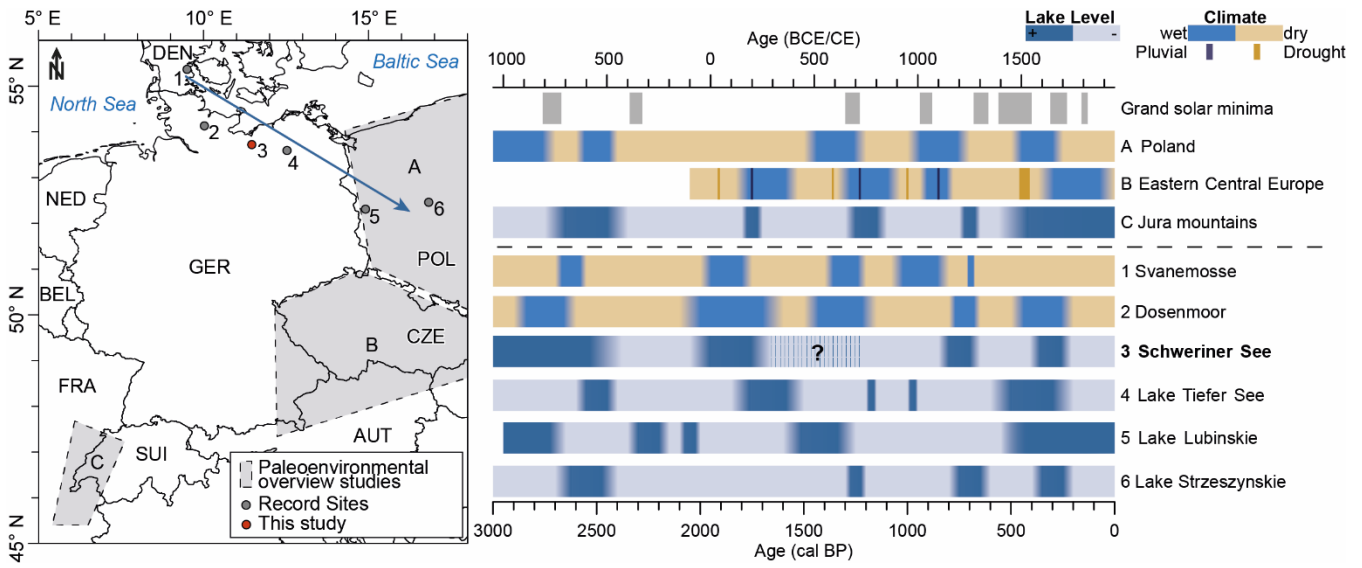 5° E 10° E 15° E
55° N
50° N
45° N
N
DEN
Baltic Sea
North Sea
1
2
3
4
5
6
A
NED
POL
GER
BEL
CZE
B
FRA
AUT
SUI
C
Paleoenvironmental
overview studies
Record Sites
This study
Lake Level
+ -
Climate
wet dry
Pluvial Drought
Age (BCE/CE)
1000 500 0 500 1000 1500
Grand solar minima
A Poland
B Eastern Central Europe
C Jura mountains
1 Svanemosse
2 Dosenmoor
?
3 Schweriner See
4 Lake Tiefer See
5 Lake Lubinskie
6 Lake Strzeszynskie
3000 2500 2000 1500 1000 500 0
Age (cal BP)